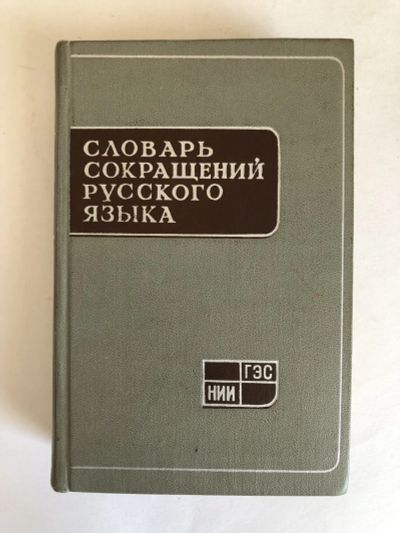 СЛОВАРЬ
СОКРАЩЕНИЙ
РУССКОГО
ЯЗЫКА
ГЭС
НИИ